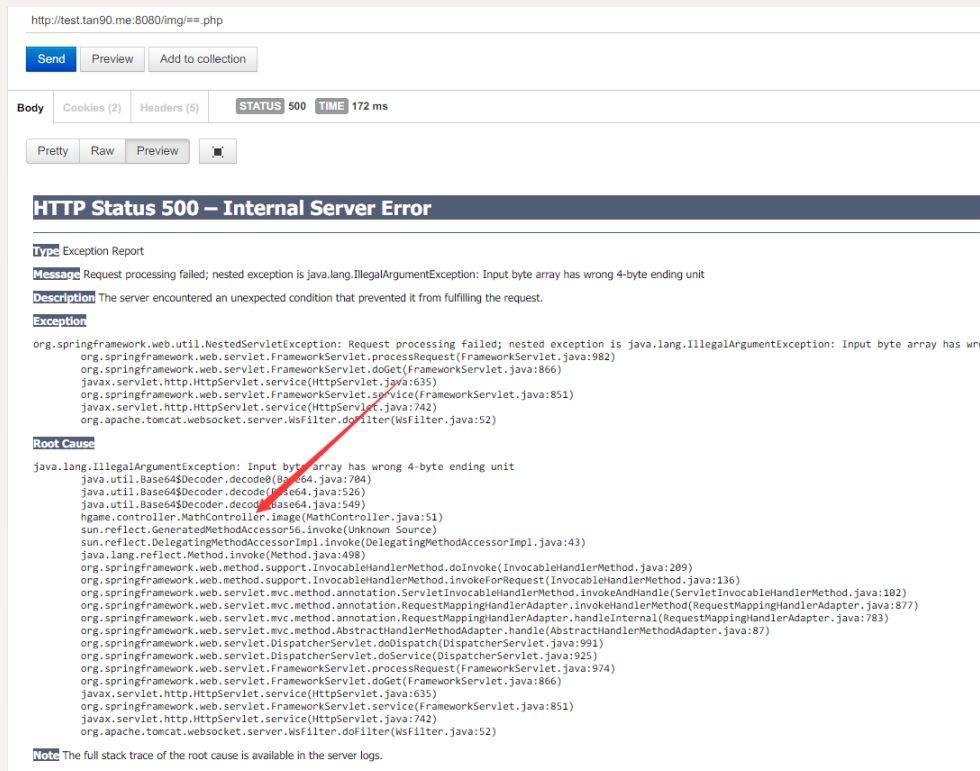 http://test.tan90.me:8080/img/==.php
Send Preview Add to collection
Body Cookies (2) Headers (5) STATUS 500 TIME 172 ms
Pretty Raw Preview
HTTP Status 500 – Internal Server Error
Type Exception Report
Message Request processing failed; nested exception is java.lang.IllegalArgumentException: Input byte array has wrong 4-byte ending unit
Description The server encountered an unexpected condition that prevented it from fulfilling the request.
Exception
org.springframework.web.util.NestedServletException: Request processing failed; nested exception is java.lang.IllegalArgumentException: Input byte array has wr
org.springframework.web.servlet.FrameworkServlet.processRequest(FrameworkServlet.java:982)
org.springframework.web.servlet.FrameworkServlet.doGet(FrameworkServlet.java:866)
javax.servlet.http.HttpServlet.service(HttpServlet.java:635)
org.springframework.web.servlet.FrameworkServlet.service(FrameworkServlet.java:851)
javax.servlet.http.HttpServlet.service(HttpServlet.java:742)
org.apache.tomcat.websocket.server.WsFilter.doFilter(WsFilter.java:52)
Root Cause
java.lang.IllegalArgumentException: Input byte array has wrong 4-byte ending unit
java.util.Base64$Decoder.decode0(Base64.java:704)
java.util.Base64$Decoder.decode(Base64.java:526)
java.util.Base64$Decoder.decode(Base64.java:549)
hgame.controller.MathController.image(MathController.java:51)
sun.reflect.GeneratedMethodAccessor56.invoke(Unknown Source)
sun.reflect.DelegatingMethodAccessorImpl.invoke(DelegatingMethodAccessorImpl.java:43)
java.lang.reflect.Method.invoke(Method.java:498)
org.springframework.web.method.support.InvocableHandlerMethod.doInvoke(InvocableHandlerMethod.java:209)
org.springframework.web.method.support.InvocableHandlerMethod.invokeForRequest(InvocableHandlerMethod.java:136)
org.springframework.web.servlet.mvc.method.annotation.ServletInvocableHandlerMethod.invokeAndHandle(ServletInvocableHandlerMethod.java:102)
org.springframework.web.servlet.mvc.method.annotation.RequestMappingHandlerAdapter.invokeHandlerMethod(RequestMappingHandlerAdapter.java:877)
org.springframework.web.servlet.mvc.method.annotation.RequestMappingHandlerAdapter.handleInternal(RequestMappingHandlerAdapter.java:783)
org.springframework.web.servlet.mvc.method.AbstractHandlerMethodAdapter.handle(AbstractHandlerMethodAdapter.java:87)
org.springframework.web.servlet.DispatcherServlet.doDispatch(DispatcherServlet.java:991)
org.springframework.web.servlet.DispatcherServlet.doService(DispatcherServlet.java:925)
org.springframework.web.servlet.FrameworkServlet.processRequest(FrameworkServlet.java:974)
org.springframework.web.servlet.FrameworkServlet.doGet(FrameworkServlet.java:866)
javax.servlet.http.HttpServlet.service(HttpServlet.java:635)
org.springframework.web.servlet.FrameworkServlet.service(FrameworkServlet.java:851)
javax.servlet.http.HttpServlet.service(HttpServlet.java:742)
org.apache.tomcat.websocket.server.WsFilter.doFilter(WsFilter.java:52)
Note The full stack trace of the root cause is available in the server logs.